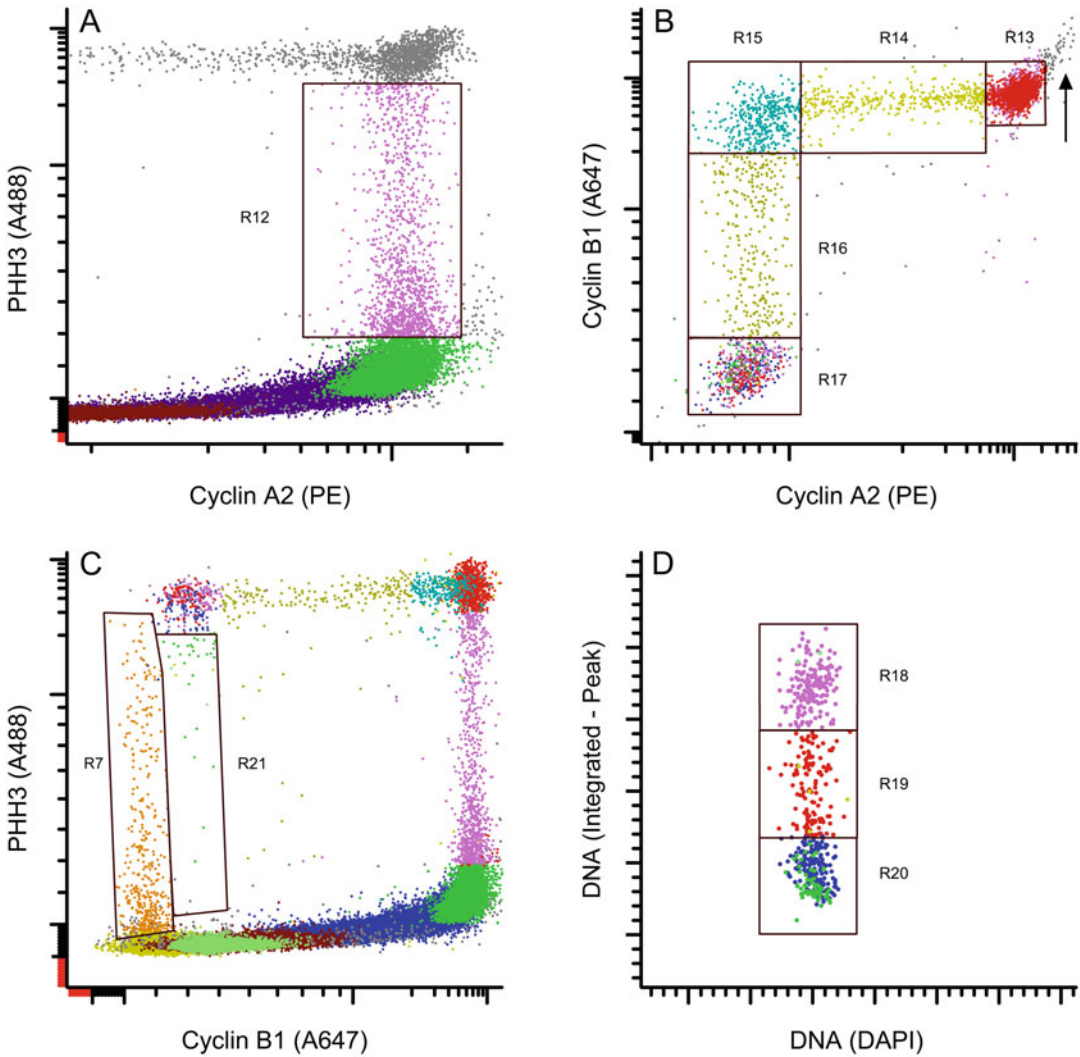 A
PHH3 (A488)
R12
Cyclin A2 (PE)
B
R15
R14
R13
Cyclin B1 (A647)
R16
R17
Cyclin A2 (PE)
C
PHH3 (A488)
R7
R21
Cyclin B1 (A647)
D
DNA (Integrated - Peak)
R18
R19
R20
DNA (DAPI)